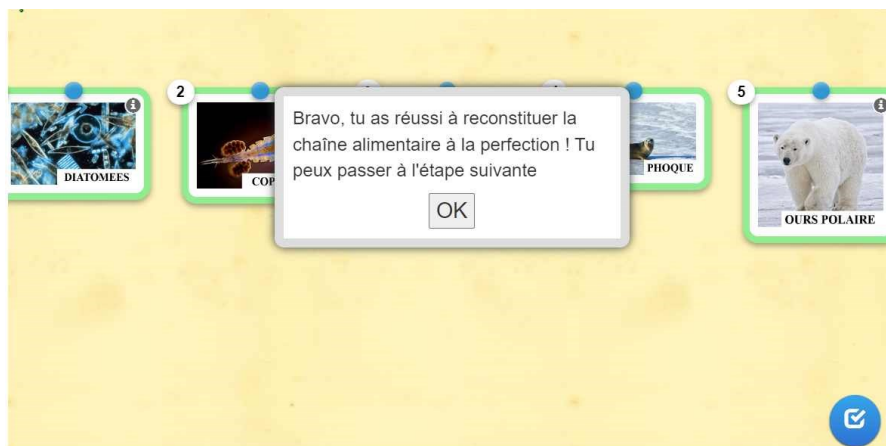 2
5
DIATOMEES
COP
Bravo, tu as réussi à reconstituer la
chaîne alimentaire à la perfection ! Tu
peux passer à l'étape suivante
OK
PHOQUE
OURS POLAIRE